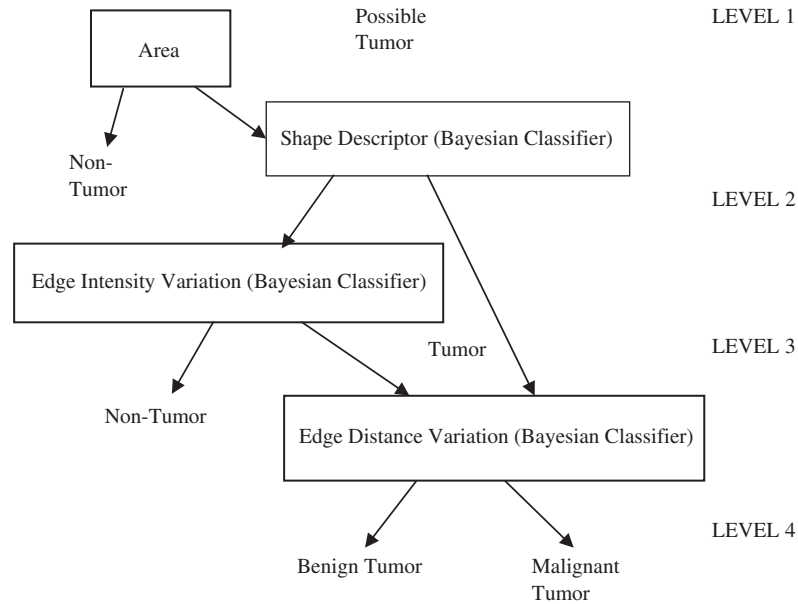 Possible
Tumor
LEVEL 1
Area
Shape Descriptor (Bayesian Classifier)
Non-
Tumor
LEVEL 2
Edge Intensity Variation (Bayesian Classifier)
Tumor
LEVEL 3
Non-Tumor
Edge Distance Variation (Bayesian Classifier)
LEVEL 4
Benign Tumor
Malignant
Tumor